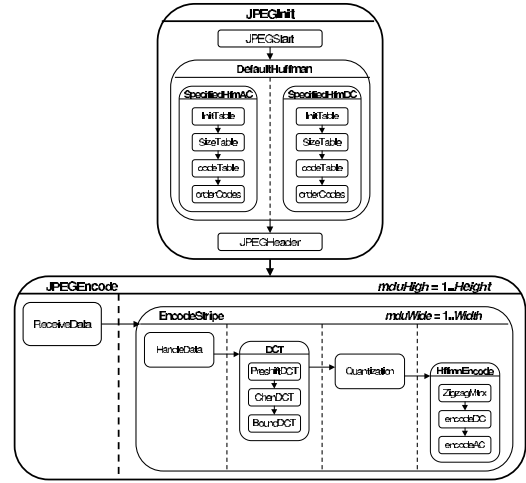 JPEGInit
JPEGStart
DefaultHuffman
SpecifiedHfmAC
SpecifiedHfmDC
InitTable
InitTable
SizeTable
SizeTable
codeTable
codeTable
orderCodes
orderCodes
JPEGHeader
JPEGEncode
mduHigh = 1..Height
ReceiveData
EncodeStripe
mduWide = 1..Width
HandleData
DCT
PreshiftDCT
ChenDCT
BoundDCT
Quantization
HffmnEncode
ZigzagMtrx
encodeDC
encodeAC